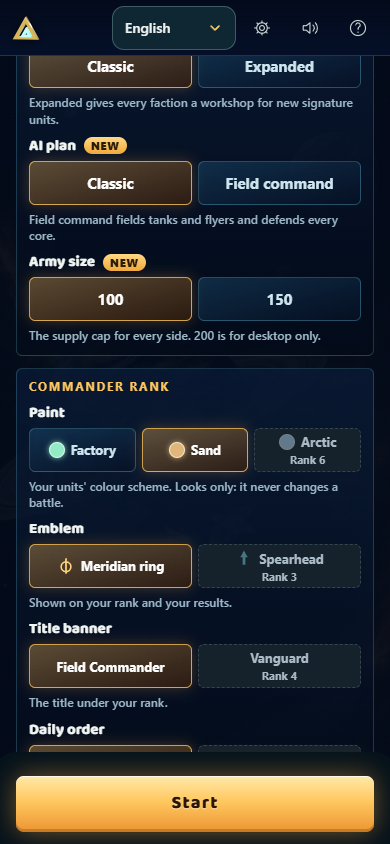 English
Classic
Expanded
Expanded gives every faction a workshop for new signature
units.
AI plan NEW
Classic
Field command
Field command fields tanks and flyers and defends every
core.
Army size NEW
100
150
The supply cap for every side. 200 is for desktop only.
COMMANDER RANK
Paint
Factory
Sand
Arctic
Rank 6
Your units' colour scheme. Looks only: it never changes a
battle.
Emblem
Meridian ring
Spearhead
Rank 3
Shown on your rank and your results.
Title banner
Field Commander
Vanguard
Rank 4
The title under your rank.
Daily order
Start